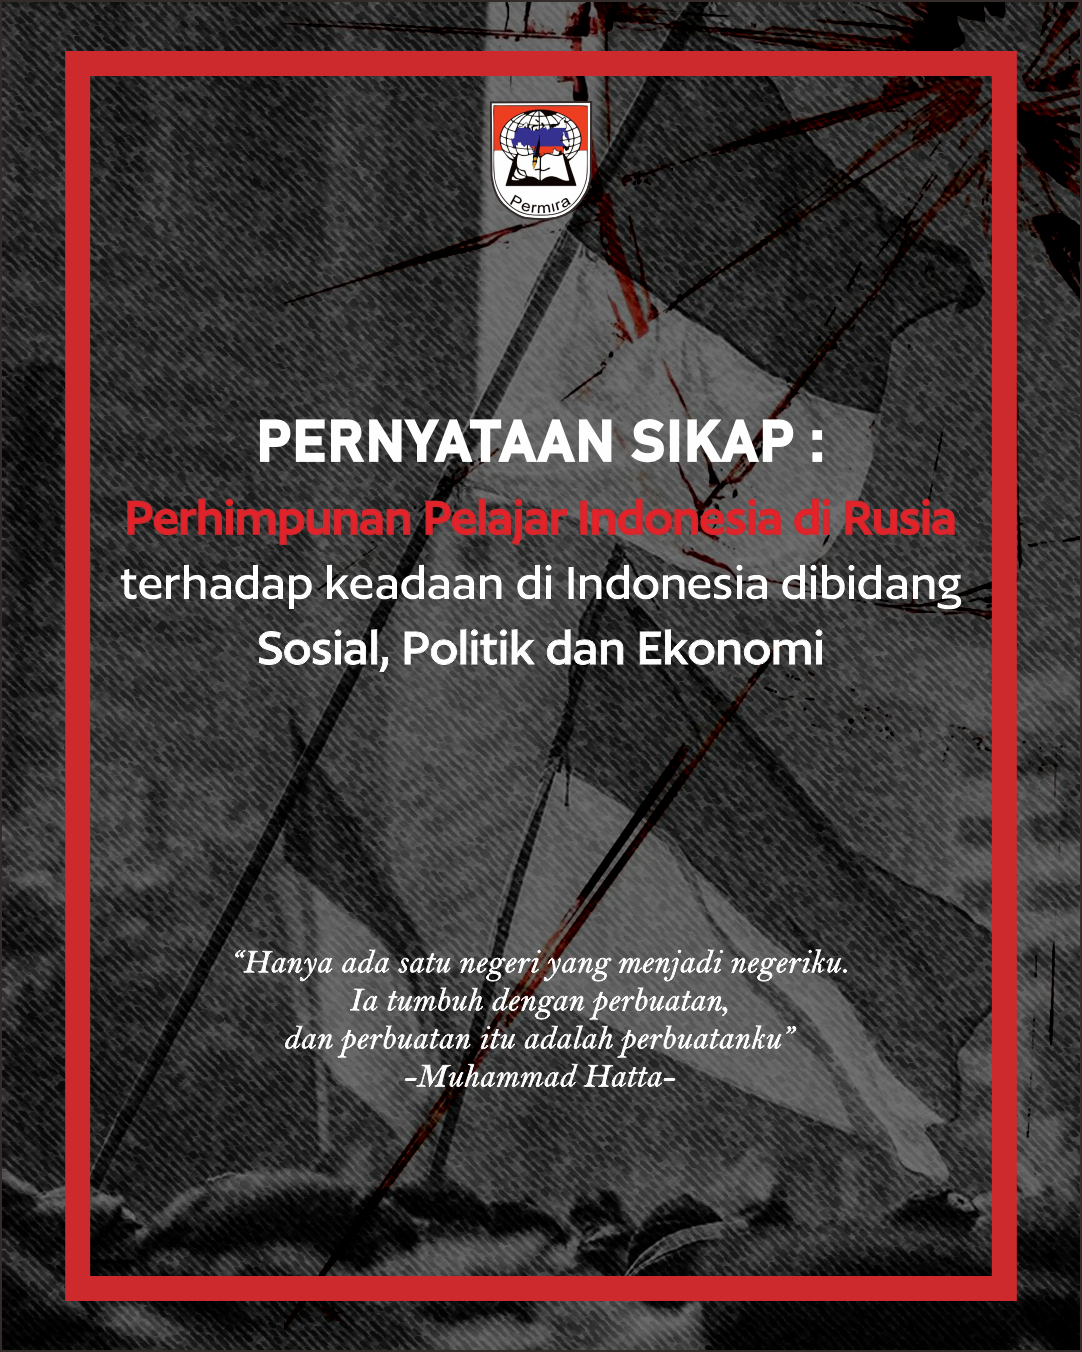 Permira
PERNYATAAN SIKAP :
Perhimpunan Pelajar Indonesia di Rusia
terhadap keadaan di Indonesia dibidang
Sosial, Politik dan Ekonomi
“Hanya ada satu negeri yang menjadi negeriku.
Ia tumbuh dengan perbuatan,
dan perbuatan itu adalah perbuatanku”
-Muhammad Hatta-